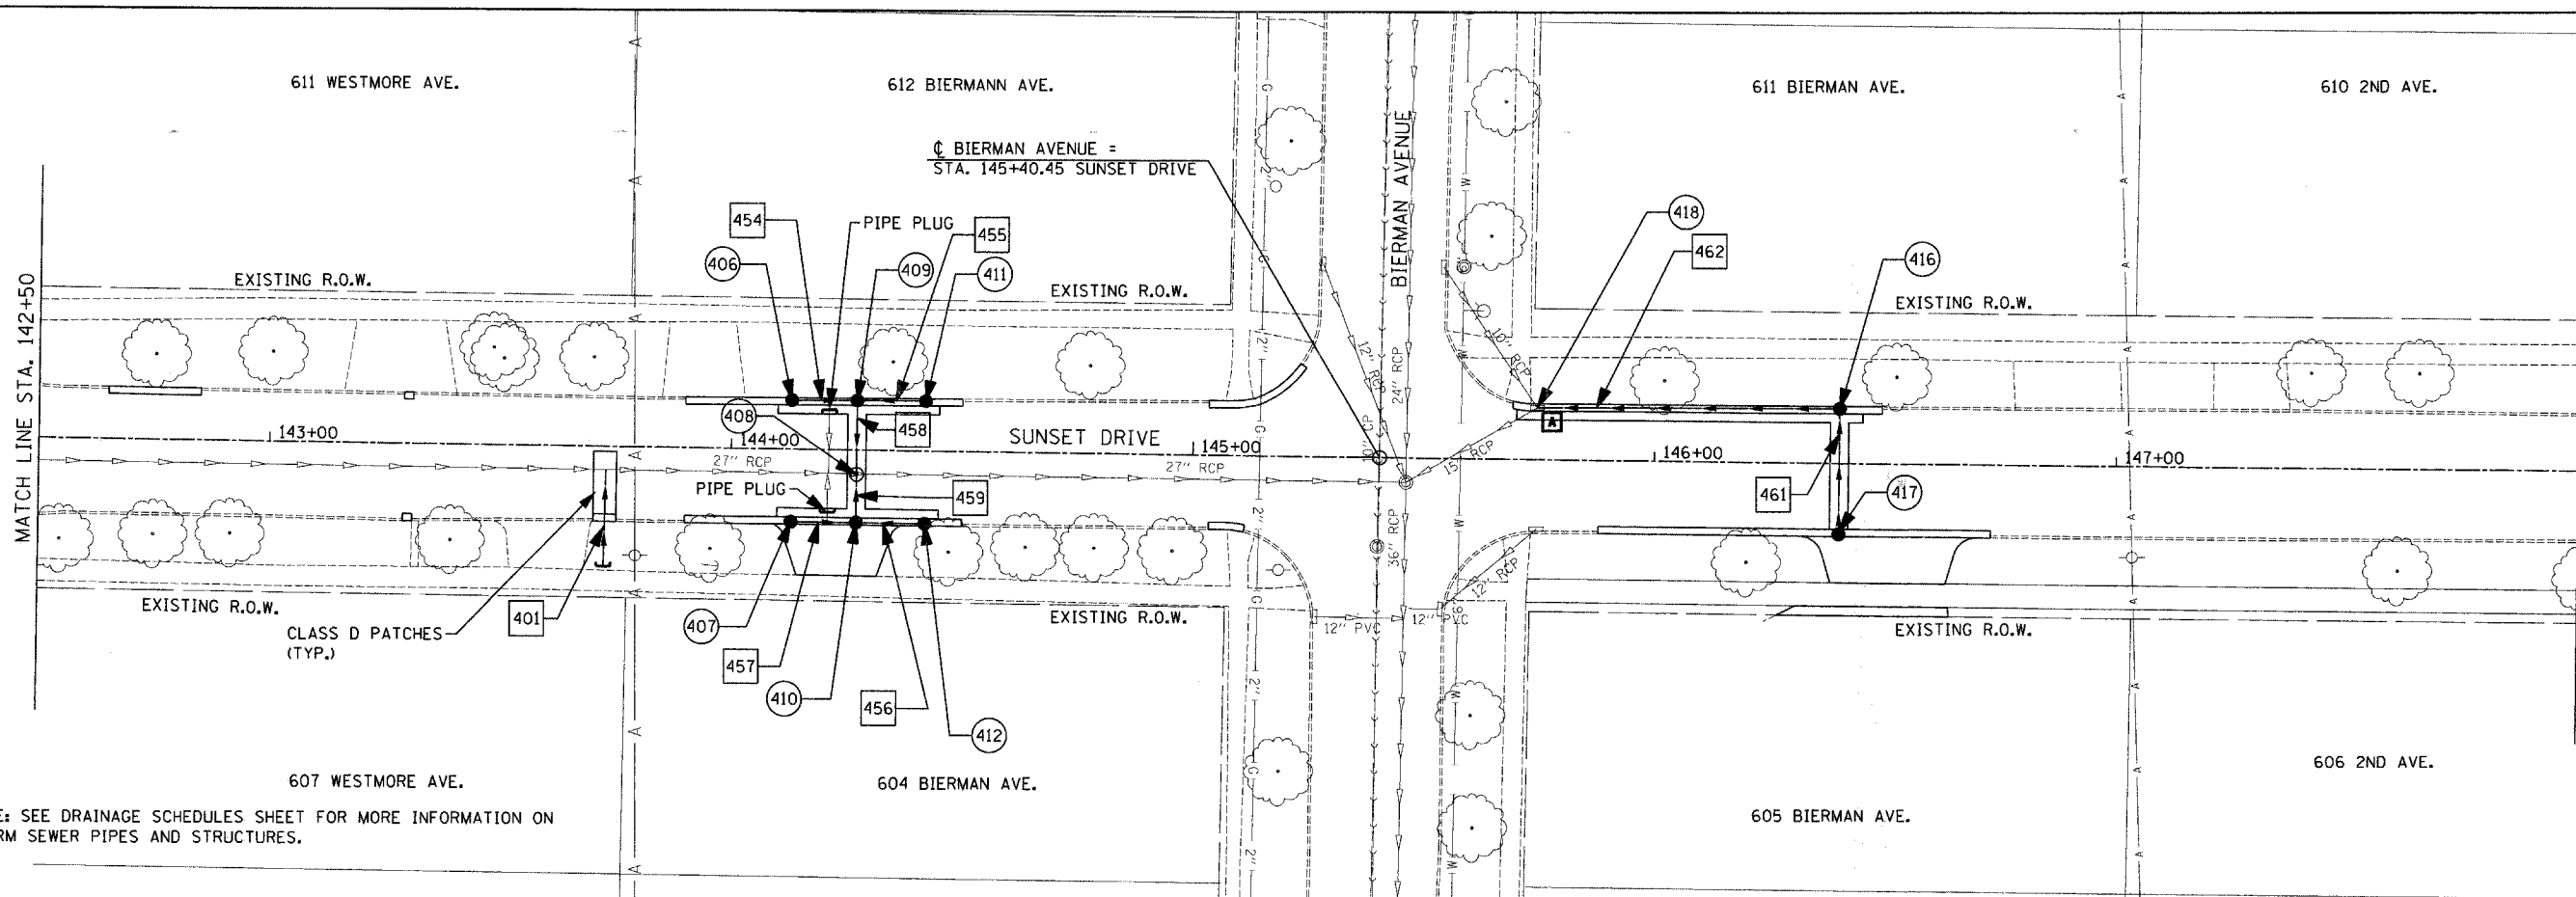 611 WESTMORE AVE.
612 BIERMANN AVE.
611 BIERMAN AVE.
610 2ND AVE.
℄ BIERMAN AVENUE =
STA. 145+40.45 SUNSET DRIVE
BIERMAN AVENUE
MATCH LINE STA. 142+50
EXISTING R.O.W.
454
PIPE PLUG
455
406
409
411
EXISTING R.O.W.
418
462
416
EXISTING R.O.W.
12" RCP
24" RCP
10" RCP
408
458
143+00
144+00
SUNSET DRIVE
145+00
146+00
147+00
27" RCP
27" RCP
15" RCP
A
PIPE PLUG
459
461
417
36" RCP
12" RCP
EXISTING R.O.W.
CLASS D PATCHES
(TYP.)
401
407
457
410
456
412
EXISTING R.O.W.
12" PVC
12" PVC
EXISTING R.O.W.
607 WESTMORE AVE.
604 BIERMAN AVE.
605 BIERMAN AVE.
606 2ND AVE.
E: SEE DRAINAGE SCHEDULES SHEET FOR MORE INFORMATION ON
RM SEWER PIPES AND STRUCTURES.